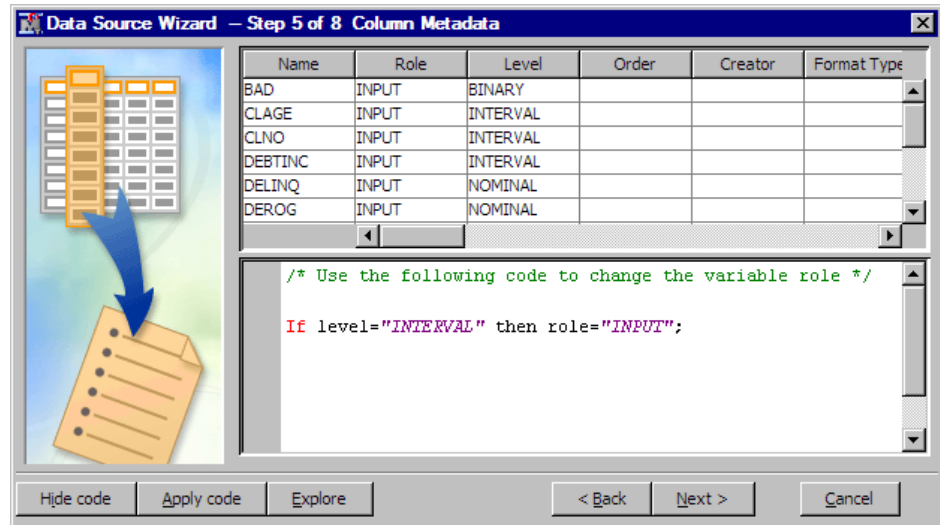 Data Source Wizard – Step 5 of 8 Column Metadata
Name Role Level Order Creator Format Type
BAD INPUT BINARY
CLAGE INPUT INTERVAL
CLNO INPUT INTERVAL
DEBTINC INPUT INTERVAL
DELINQ INPUT NOMINAL
DEROG INPUT NOMINAL
/* Use the following code to change the variable role */
If level="INTERVAL" then role="INPUT";
Hide code Apply code Explore < Back Next > Cancel